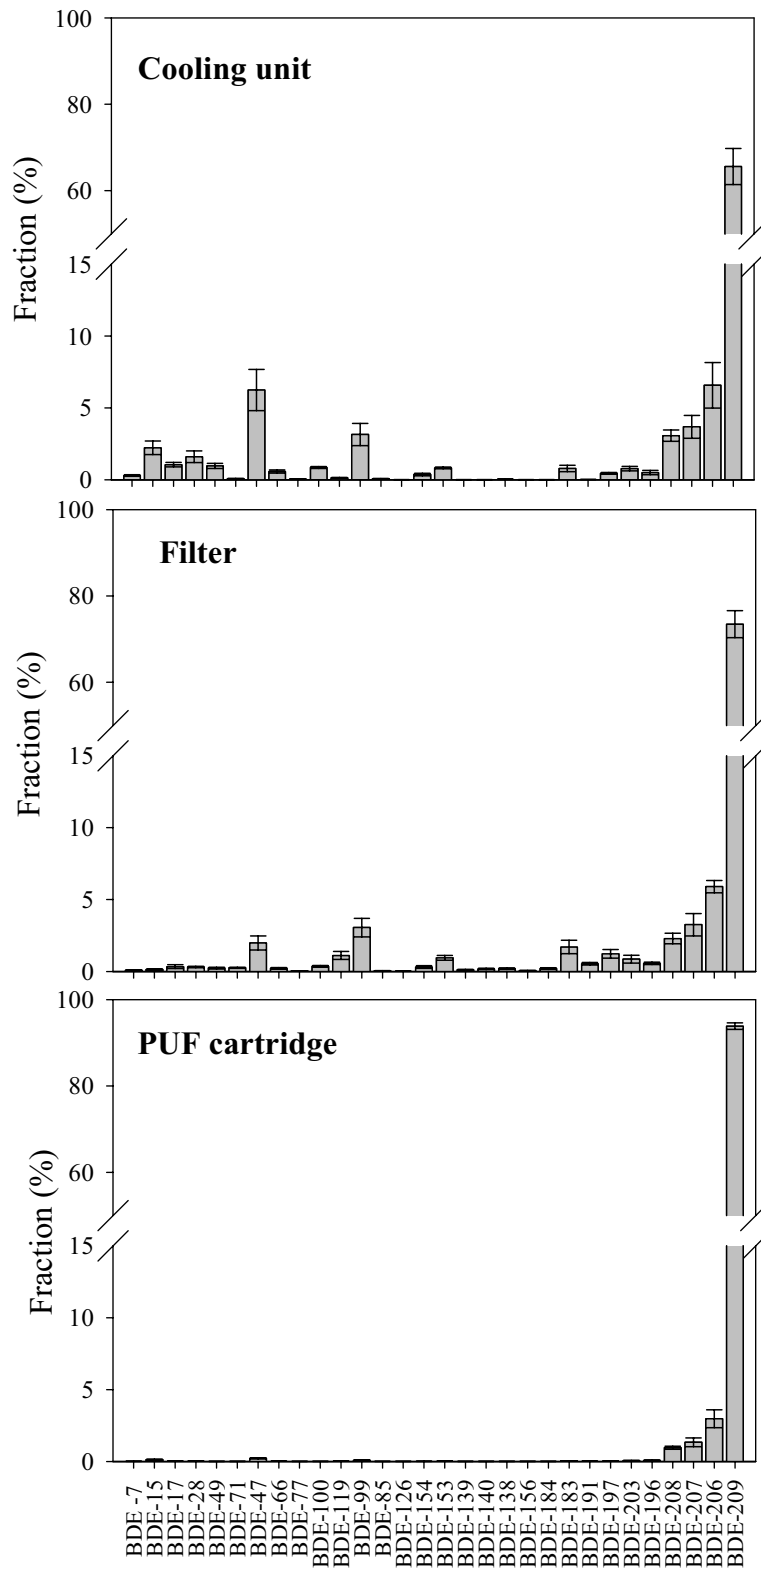 100
Cooling unit
80
60
Fraction (%)
15
10
5
0
100
Filter
80
60
Fraction (%)
15
10
5
0
100
PUF cartridge
80
60
Fraction (%)
15
10
5
0
BDE -7
BDE-15
BDE-17
BDE-28
BDE-49
BDE-71
BDE-47
BDE-66
BDE-77
BDE-100
BDE-119
BDE-99
BDE-85
BDE-126
BDE-154
BDE-153
BDE-139
BDE-140
BDE-138
BDE-156
BDE-184
BDE-183
BDE-191
BDE-197
BDE-203
BDE-196
BDE-208
BDE-207
BDE-206
BDE-209